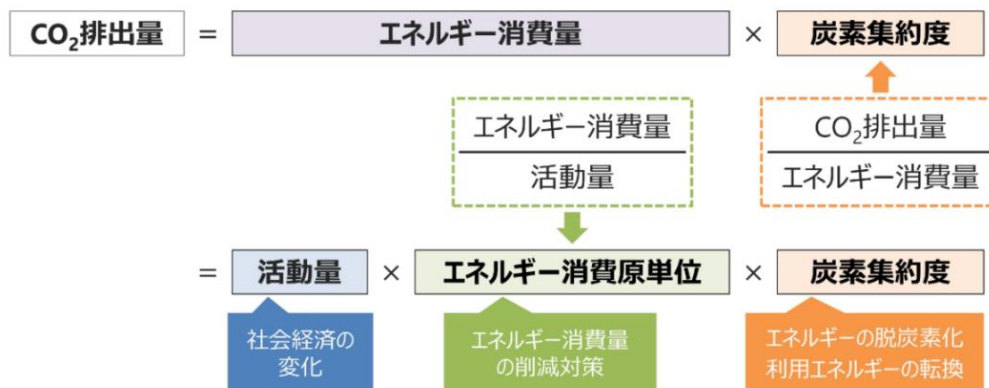 CO₂排出量 = エネルギー消費量 × 炭素集約度
エネルギー消費量
活動量
CO₂排出量
エネルギー消費量
= 活動量 × エネルギー消費原単位 × 炭素集約度
社会経済の
変化
エネルギー消費量
の削減対策
エネルギーの脱炭素化
利用エネルギーの転換